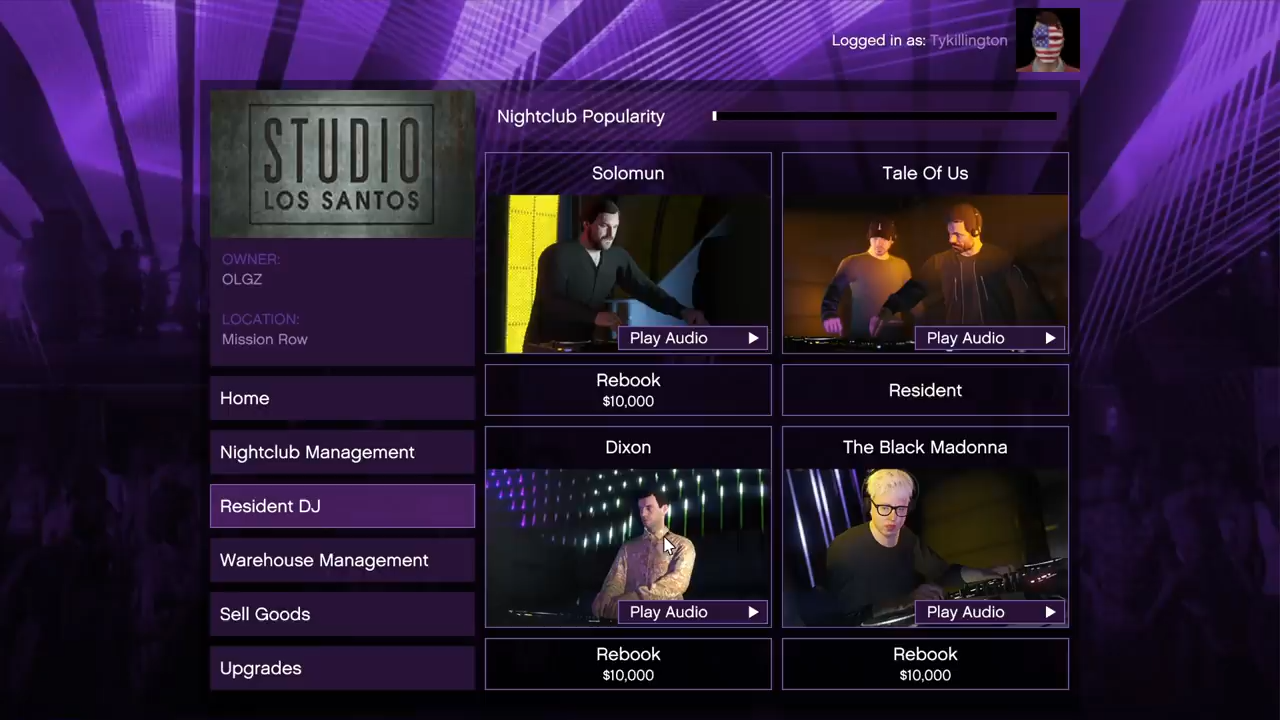 Logged in as: Tykillington
STUDIO
LOS SANTOS
OWNER:
OLGZ
LOCATION:
Mission Row
Home
Nightclub Management
Resident DJ
Warehouse Management
Sell Goods
Upgrades
Nightclub Popularity
Solomun
Play Audio
Rebook
$10,000
Tale Of Us
Play Audio
Resident
Dixon
Play Audio
Rebook
$10,000
The Black Madonna
Play Audio
Rebook
$10,000